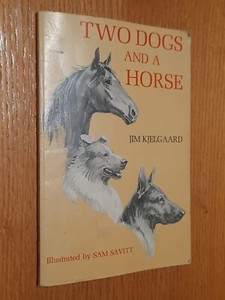 TWO DOGS
AND A
HORSE
JIM KJELGAARD
Illustrated by SAM SAVITT